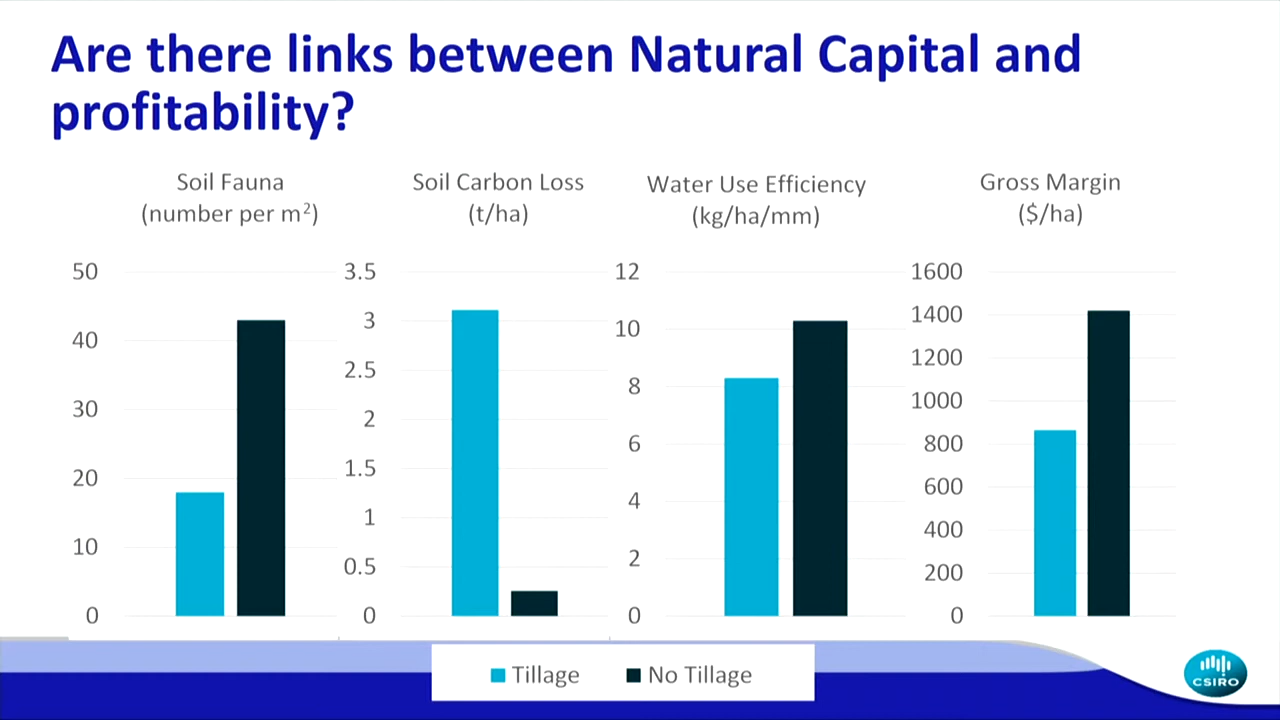 Are there links between Natural Capital and
profitability?
Soil Fauna
(number per m²)
50
40
30
20
10
0
Soil Carbon Loss
(t/ha)
3.5
3
2.5
2
1.5
1
0.5
0
Water Use Efficiency
(kg/ha/mm)
12
10
8
6
4
2
0
Gross Margin
($/ha)
1600
1400
1200
1000
800
600
400
200
0
Tillage
No Tillage
CSIRO